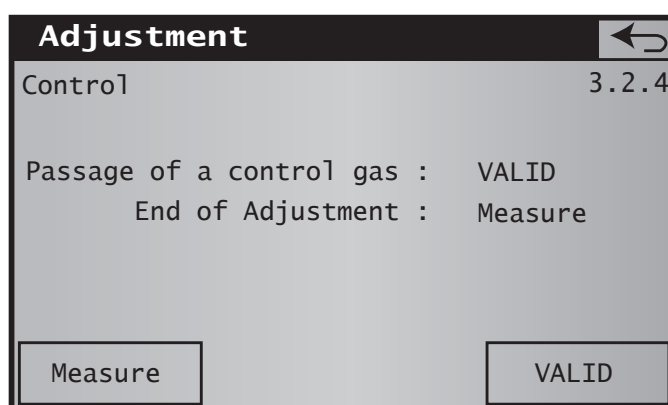 Adjustment
Control 3.2.4
Passage of a control gas : VALID
End of Adjustment : Measure
Measure VALID